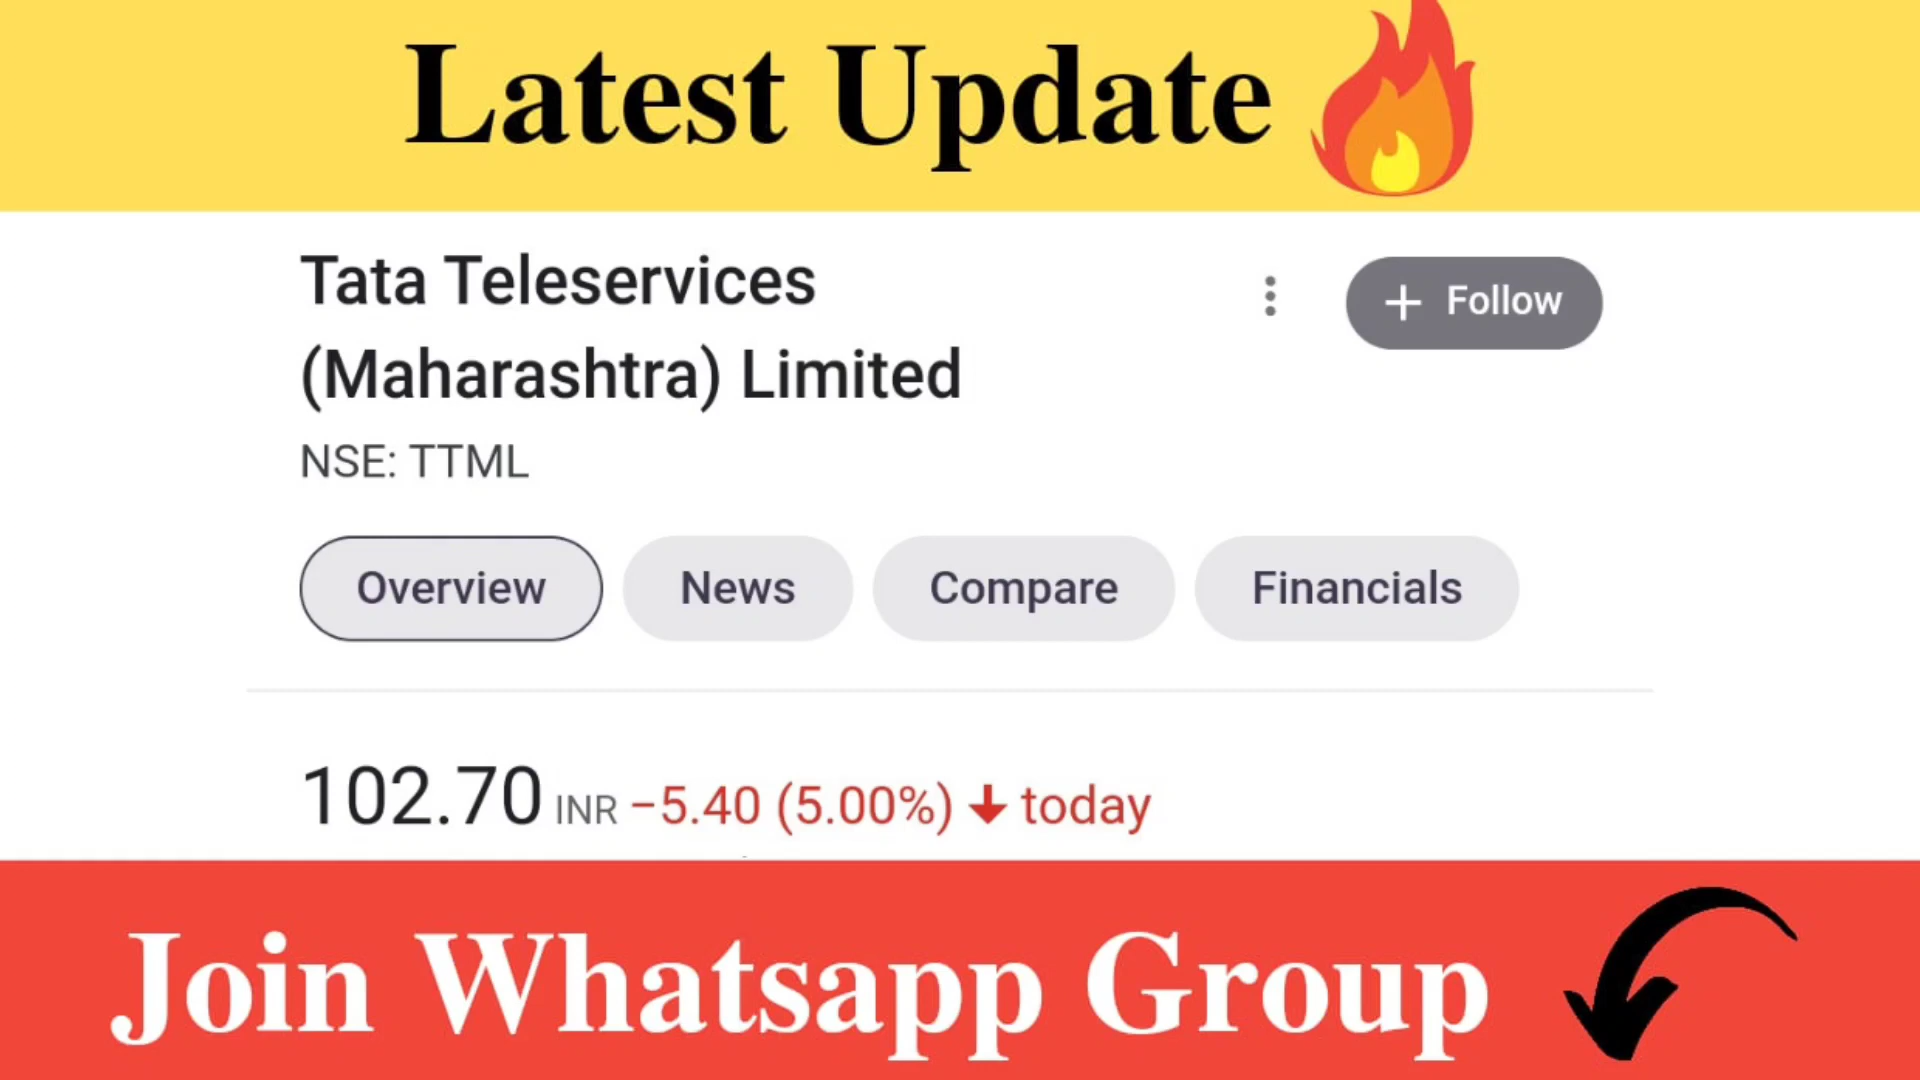 Latest Update
Tata Teleservices
(Maharashtra) Limited
+ Follow
NSE: TTML
Overview
News
Compare
Financials
102.70 INR −5.40 (5.00%) ↓ today
Join Whatsapp Group